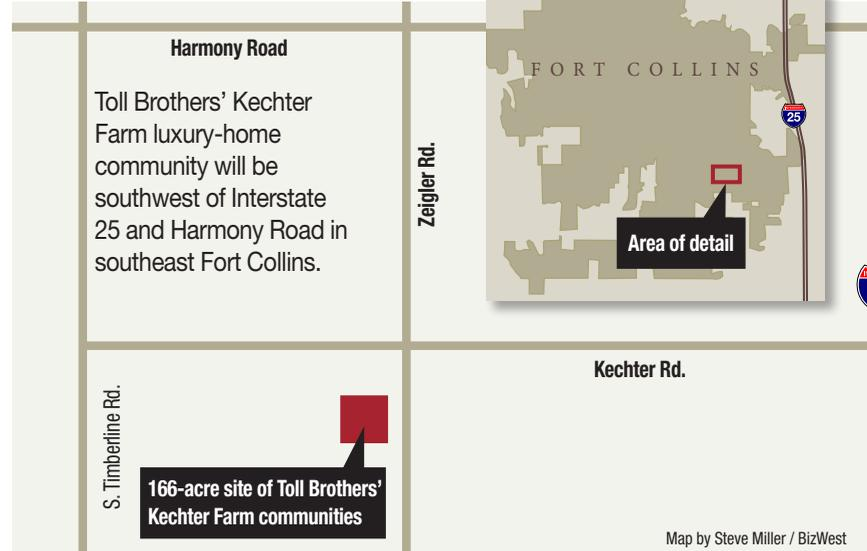 Harmony Road
Toll Brothers’ Kechter
Farm luxury-home
community will be
southwest of Interstate
25 and Harmony Road in
southeast Fort Collins.
Zeigler Rd.
FORT COLLINS
25
Area of detail
Kechter Rd.
S. Timberline Rd.
166-acre site of Toll Brothers’
Kechter Farm communities
Map by Steve Miller / BizWest